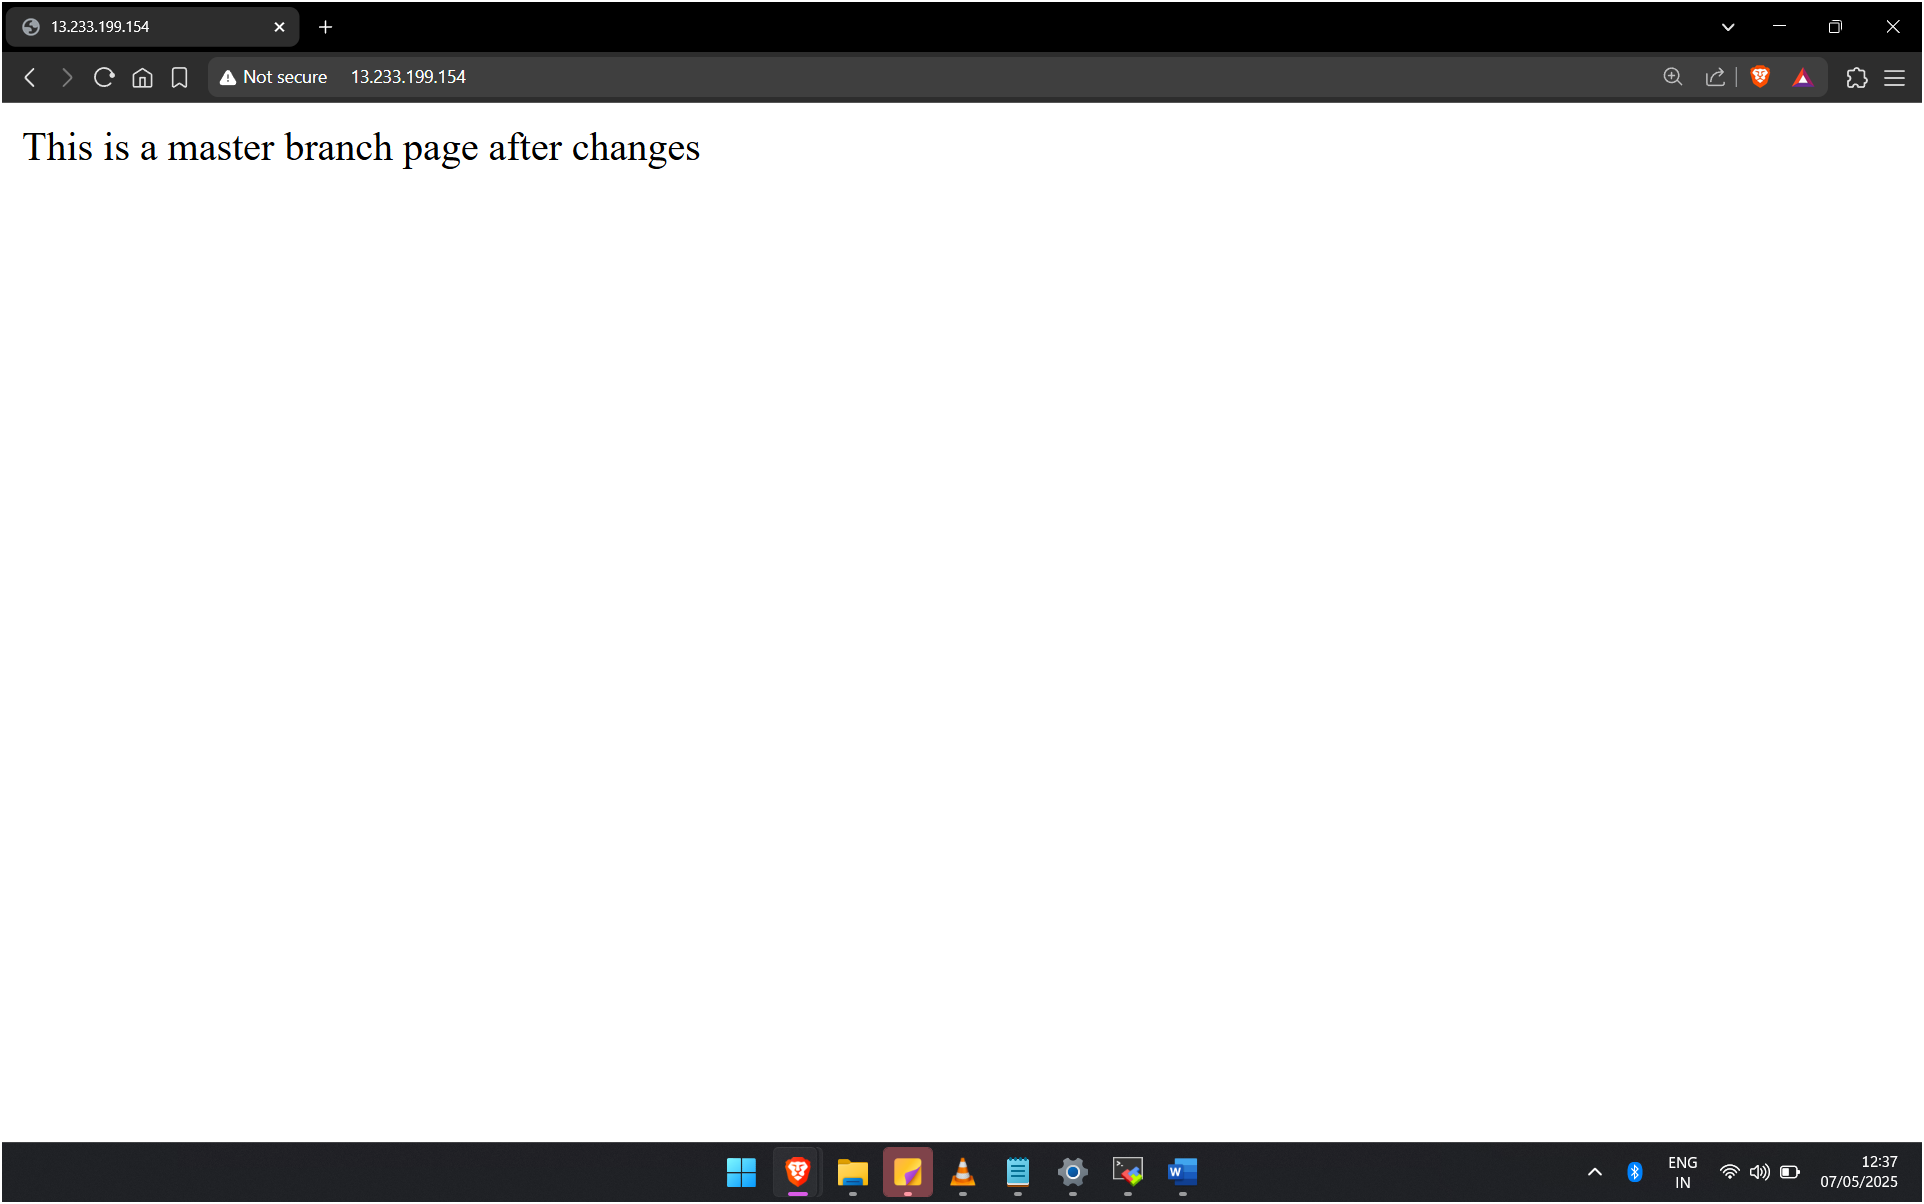 13.233.199.154
Not secure 13.233.199.154
This is a master branch page after changes
ENG
IN
12:37
07/05/2025